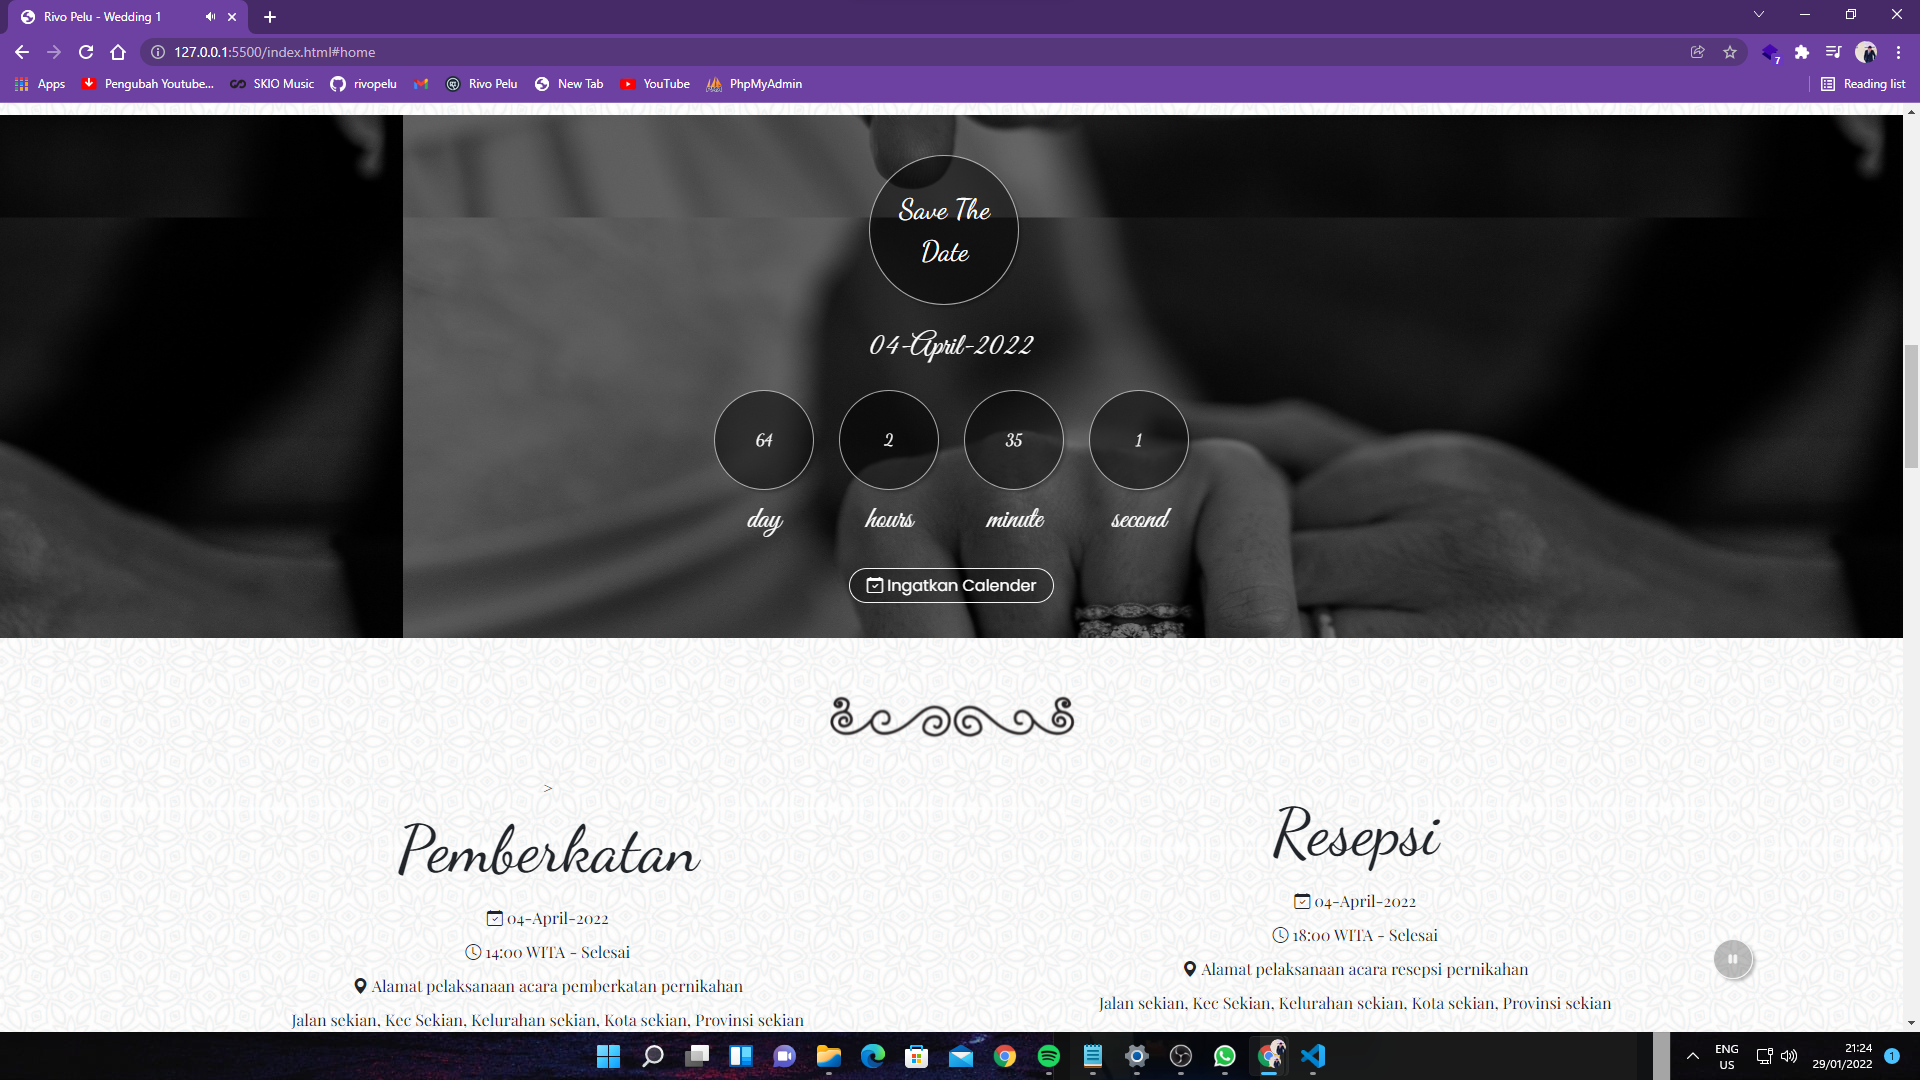 Rivo Pelu - Wedding 1
127.0.0.1:5500/index.html#home
Apps
Pengubah Youtube...
SKIO Music
rivopelu
Rivo Pelu
New Tab
YouTube
PhpMyAdmin
Reading list
7
Save The
Date
04-April-2022
64
2
35
1
day
hours
minute
second
Ingatkan Calender
>
Pemberkatan
04-April-2022
14:00 WITA - Selesai
Alamat pelaksanaan acara pemberkatan pernikahan
Jalan sekian, Kec Sekian, Kelurahan sekian, Kota sekian, Provinsi sekian
Resepsi
04-April-2022
18:00 WITA - Selesai
Alamat pelaksanaan acara resepsi pernikahan
Jalan sekian, Kec Sekian, Kelurahan sekian, Kota sekian, Provinsi sekian
ENG
US
21:24
29/01/2022
1